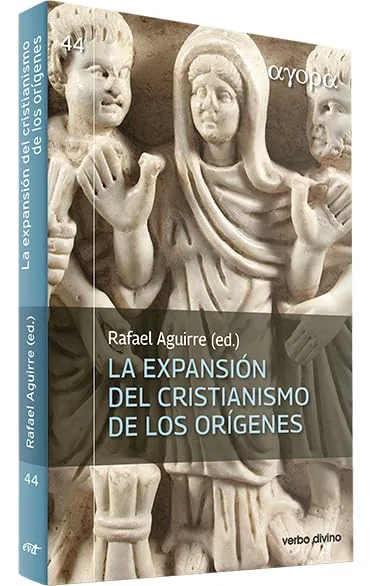 44
La expansión del cristianismo
de los orígenes
Rafael Aguirre (ed.)
44
evd
αγορα
Rafael Aguirre (ed.)
LA EXPANSIÓN
DEL CRISTIANISMO
DE LOS ORÍGENES
verbo divino